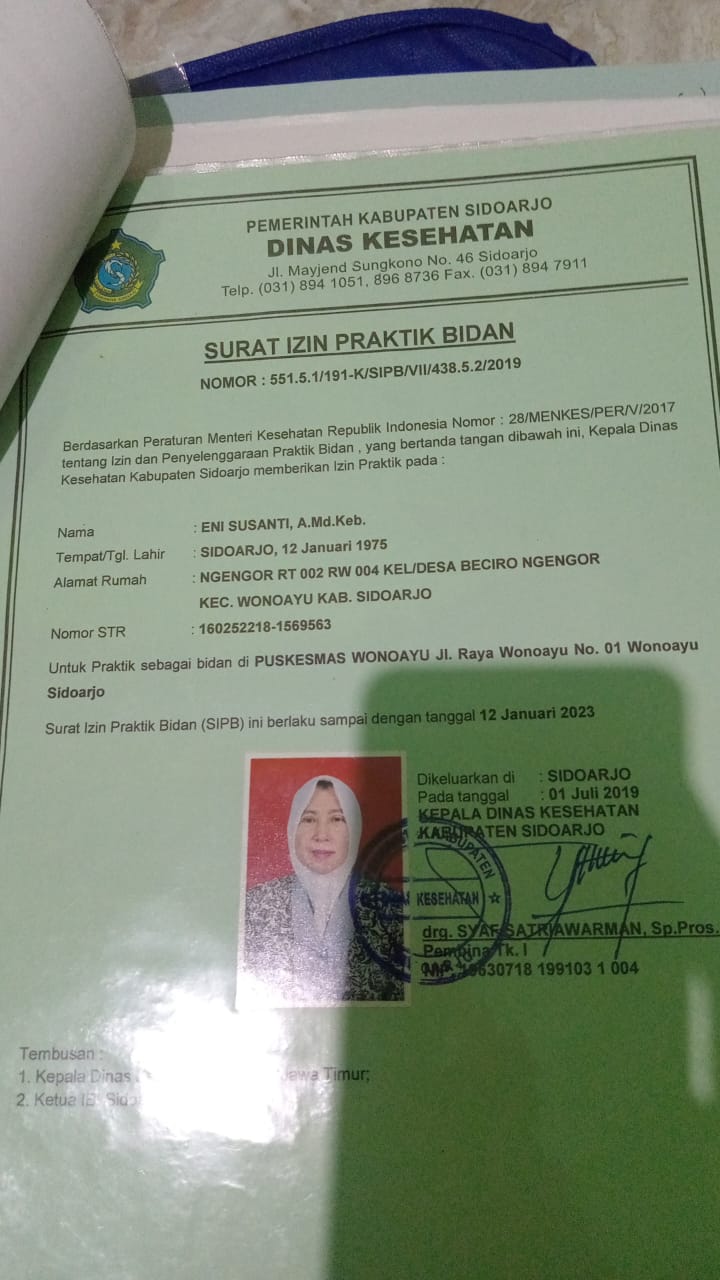 PEMERINTAH KABUPATEN SIDOARJO
DINAS KESEHATAN
Jl. Mayjend Sungkono No. 46 Sidoarjo
Telp. (031) 894 1051, 896 8736 Fax. (031) 894 7911
SURAT IZIN PRAKTIK BIDAN
NOMOR : 551.5.1/191-K/SIPB/VII/438.5.2/2019
Berdasarkan Peraturan Menteri Kesehatan Republik Indonesia Nomor : 28/MENKES/PER/V/2017
tentang Izin dan Penyelenggaraan Praktik Bidan , yang bertanda tangan dibawah ini, Kepala Dinas
Kesehatan Kabupaten Sidoarjo memberikan Izin Praktik pada :
Nama : ENI SUSANTI, A.Md.Keb.
Tempat/Tgl. Lahir : SIDOARJO, 12 Januari 1975
Alamat Rumah : NGENGOR RT 002 RW 004 KEL/DESA BECIRO NGENGOR
KEC. WONOAYU KAB. SIDOARJO
Nomor STR : 160252218-1569563
Untuk Praktik sebagai bidan di PUSKESMAS WONOAYU Jl. Raya Wonoayu No. 01 Wonoayu
Sidoarjo
Surat Izin Praktik Bidan (SIPB) ini berlaku sampai dengan tanggal 12 Januari 2023
Dikeluarkan di : SIDOARJO
Pada tanggal : 01 Juli 2019
KEPALA DINAS KESEHATAN
KABUPATEN SIDOARJO
KABUPATEN
KESEHATAN
drg. SATRIAWARMAN, Sp.Pros.
Pembina Tk. I
NIP. 19630718 199103 1 004
Tembusan :
1. Kepala Dinas Jawa Timur;
2. Ketua